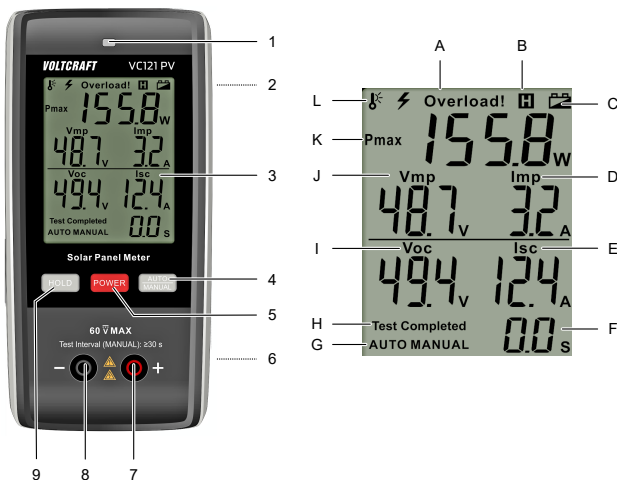 1
VOLTCRAFT VC121 PV
2
Overload! H
Pmax 155.8 W
Vmp Imp
48.7 V 3.2 A
Voc Isc
3
49.4 V 12.4 A
Test Completed
AUTO MANUAL 0.0 s
Solar Panel Meter
HOLD POWER AUTO/
MANUAL
4
5
60 V MAX
Test Interval (MANUAL): ≥30 s
6
− +
9 8 7
A B
L Overload! H C
K Pmax 155.8 W
J Vmp Imp D
48.7 V 3.2 A
I Voc Isc E
49.4 V 12.4 A
H Test Completed
G AUTO MANUAL 0.0 s F